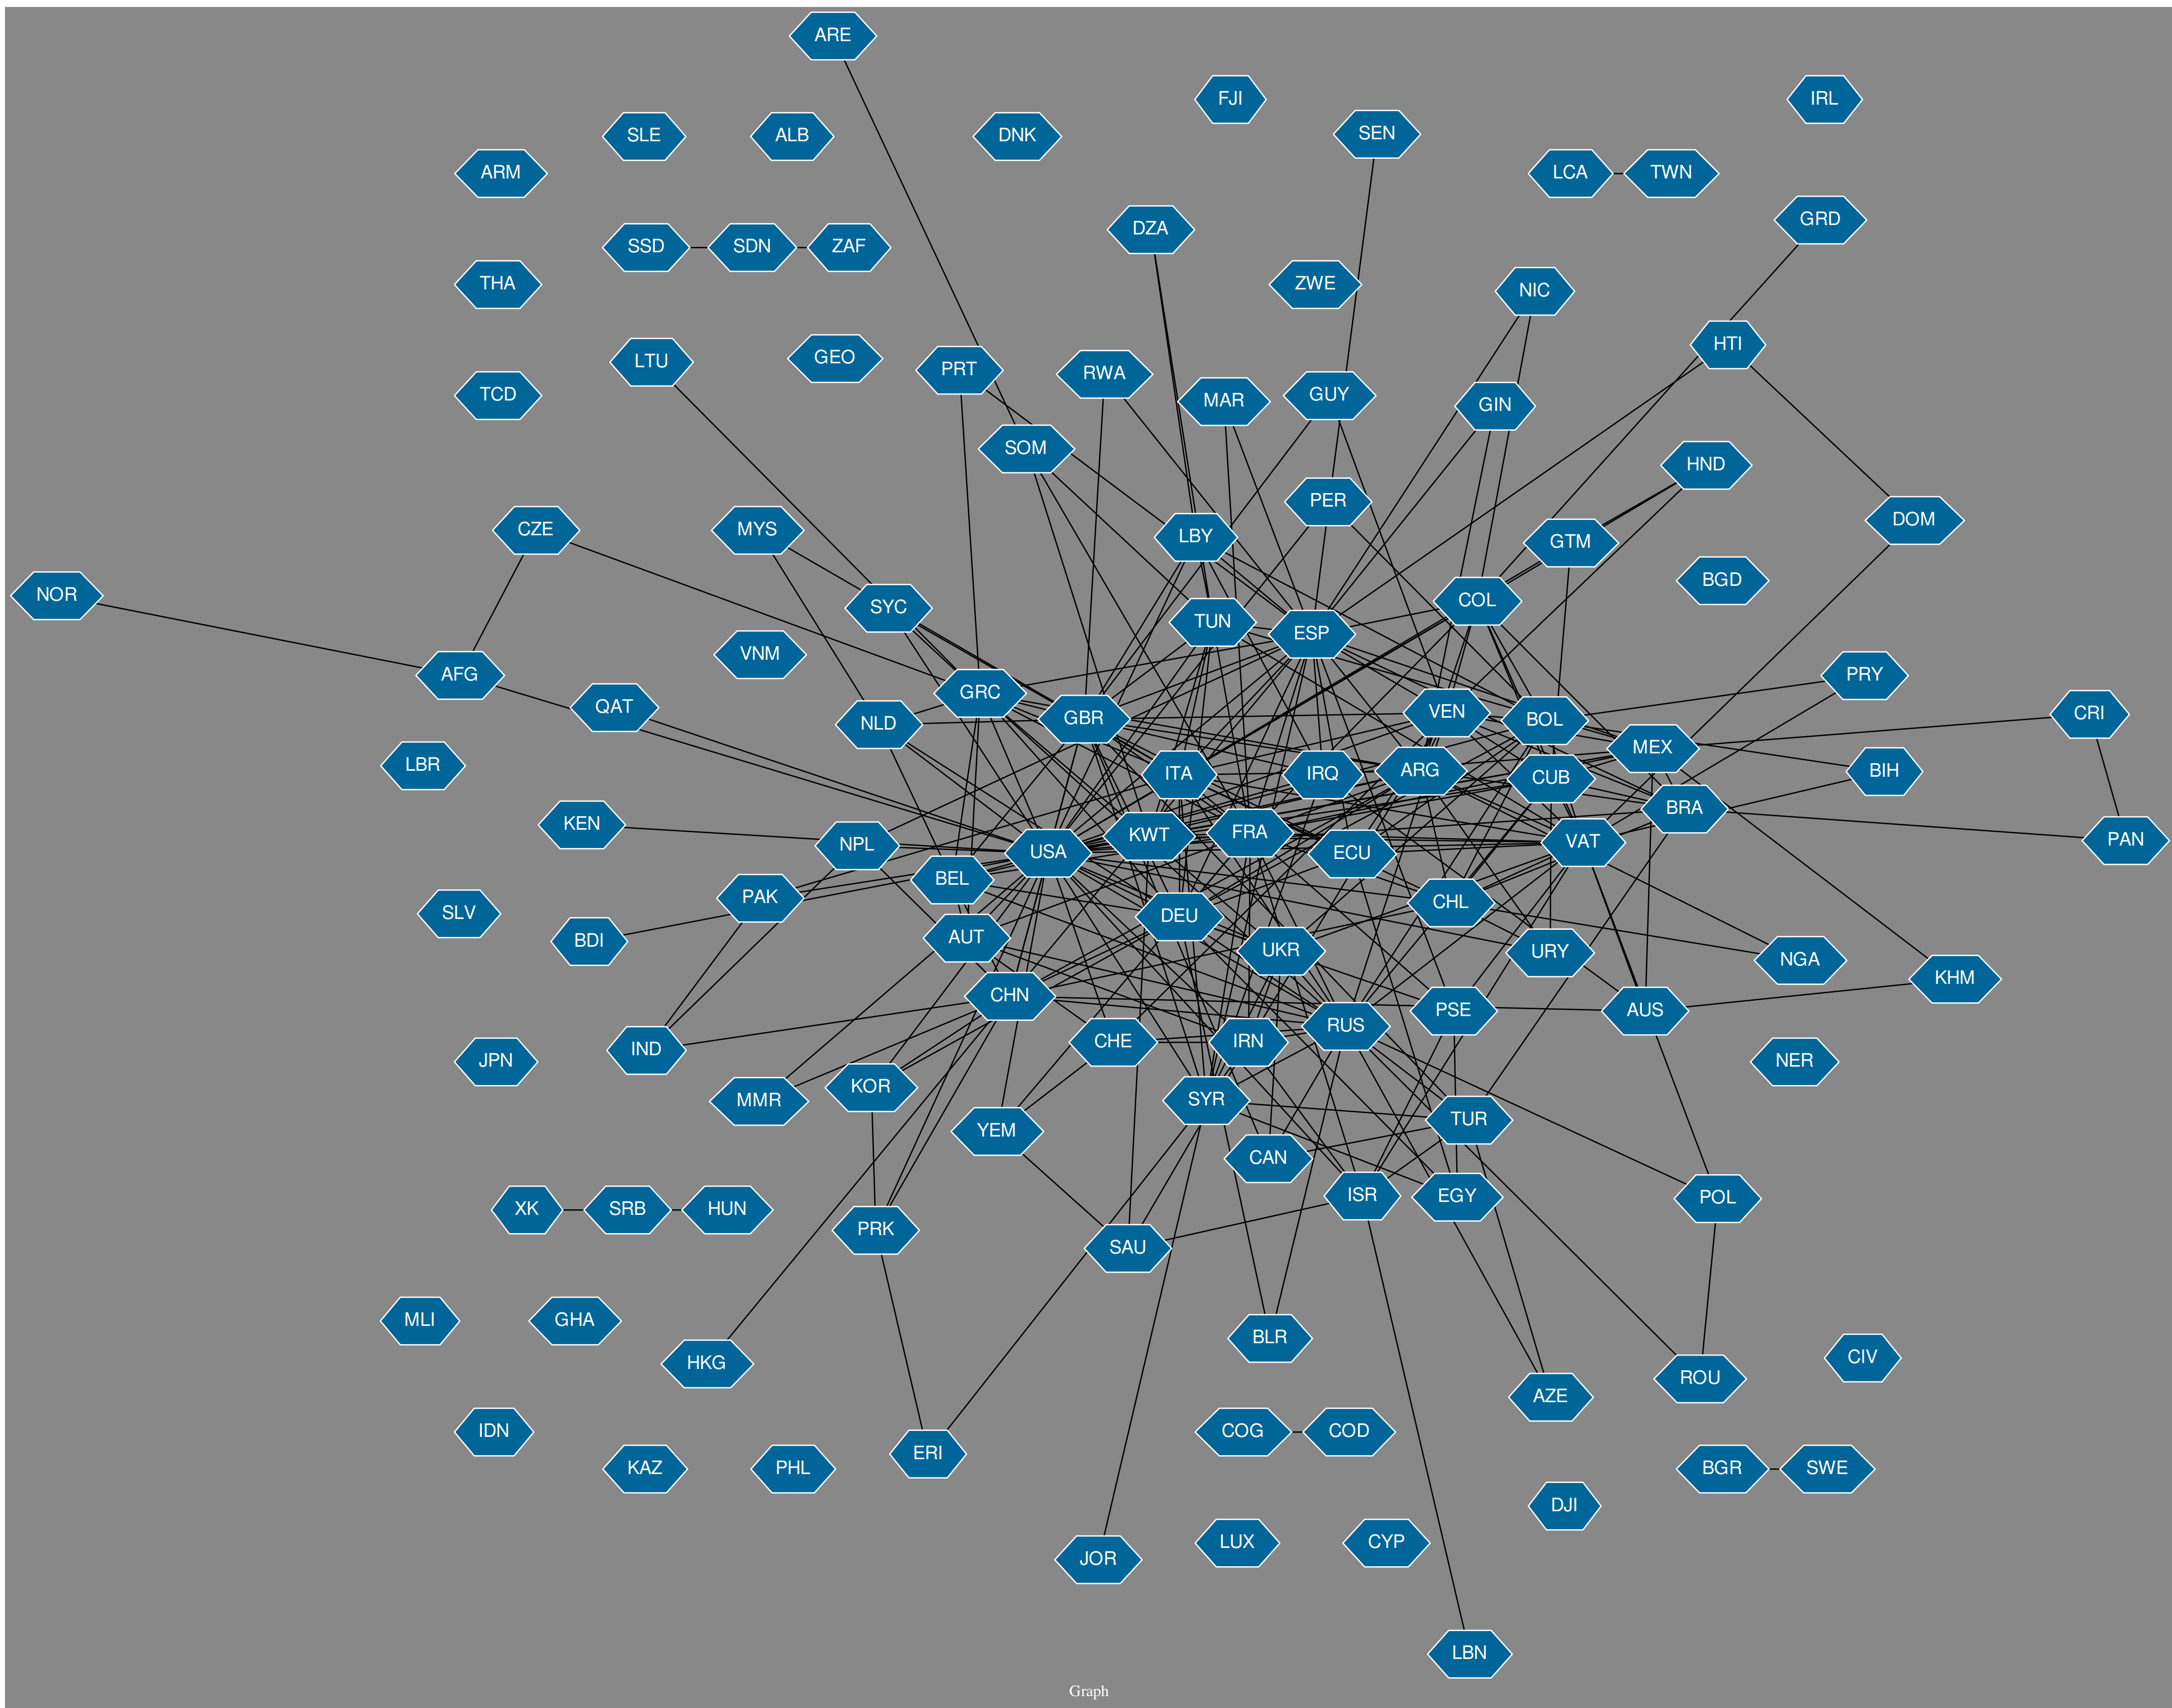 ARE
FJI
IRL
SLE
ALB
DNK
SEN
ARM
LCA
TWN
GRD
DZA
SSD
SDN
ZAF
THA
ZWE
NIC
HTI
LTU
GEO
PRT
RWA
TCD
MAR
GUY
GIN
SOM
HND
PER
DOM
CZE
MYS
LBY
GTM
BGD
NOR
SYC
COL
TUN
ESP
VNM
AFG
PRY
GRC
QAT
NLD
GBR
VEN
BOL
CRI
MEX
LBR
ITA
IRQ
ARG
CUB
BIH
BRA
KEN
NPL
USA
KWT
FRA
ECU
VAT
PAN
BEL
PAK
CHL
SLV
DEU
BDI
AUT
UKR
URY
NGA
KHM
CHN
PSE
AUS
RUS
IND
CHE
IRN
JPN
NER
KOR
MMR
SYR
YEM
TUR
CAN
XK
SRB
HUN
ISR
EGY
POL
PRK
SAU
MLI
GHA
BLR
HKG
CIV
ROU
AZE
IDN
COG
COD
ERI
KAZ
PHL
BGR
SWE
DJI
LUX
CYP
JOR
LBN
Graph